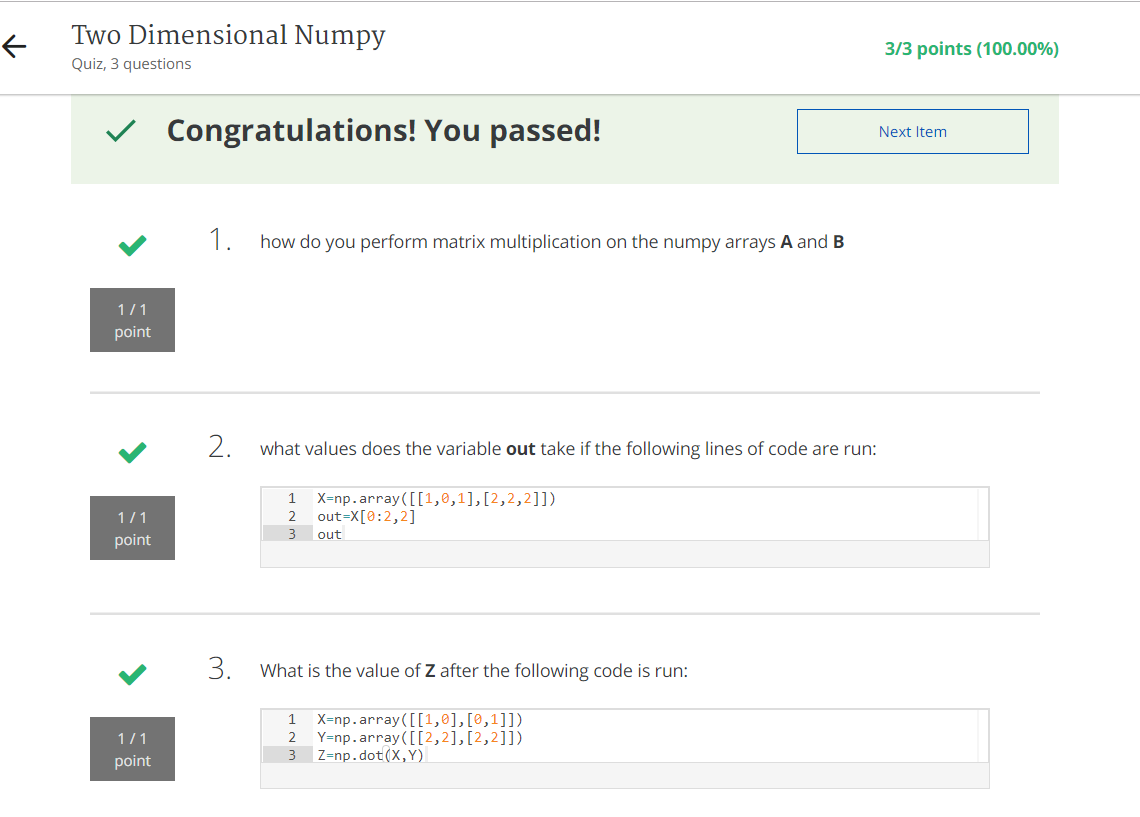 Two Dimensional Numpy
Quiz, 3 questions
3/3 points (100.00%)
Congratulations! You passed!
Next Item
1.
how do you perform matrix multiplication on the numpy arrays A and B
1 / 1
point
2.
what values does the variable out take if the following lines of code are run:
1 / 1
point
1 X=np.array([[1,0,1],[2,2,2]])
2 out=X[0:2,2]
3 out
3.
What is the value of Z after the following code is run:
1 / 1
point
1 X=np.array([[1,0],[0,1]])
2 Y=np.array([[2,2],[2,2]])
3 Z=np.dot(X,Y)